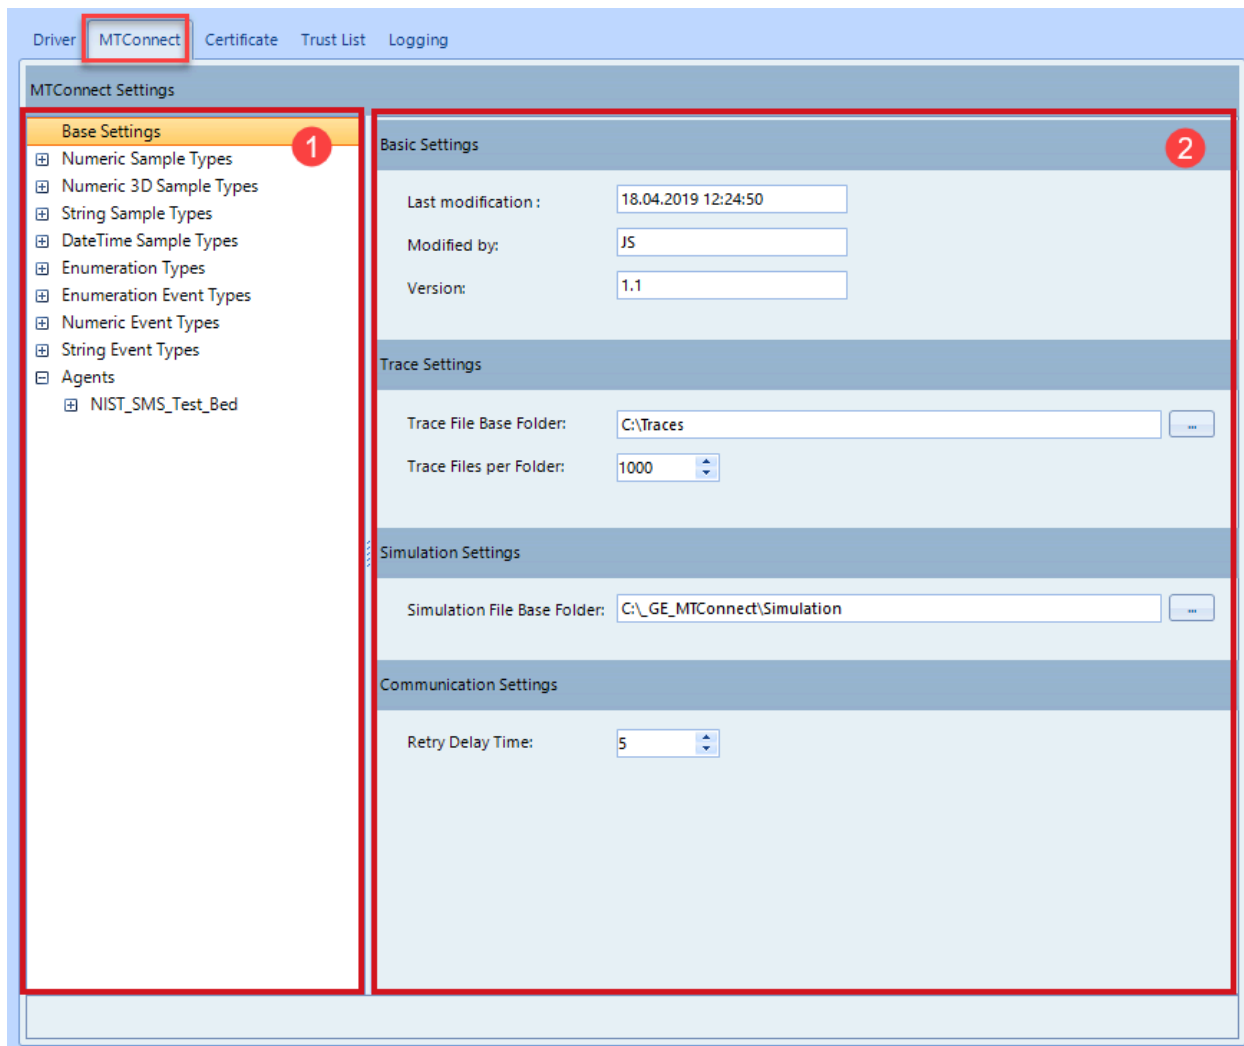 Driver MTConnect Certificate Trust List Logging
MTConnect Settings
Base Settings
1
Numeric Sample Types
Numeric 3D Sample Types
String Sample Types
DateTime Sample Types
Enumeration Types
Enumeration Event Types
Numeric Event Types
String Event Types
Agents
NIST_SMS_Test_Bed
Basic Settings
2
Last modification : 18.04.2019 12:24:50
Modified by: JS
Version: 1.1
Trace Settings
Trace File Base Folder: C:\Traces ...
Trace Files per Folder: 1000
Simulation Settings
Simulation File Base Folder: C:\_GE_MTConnect\Simulation ...
Communication Settings
Retry Delay Time: 5